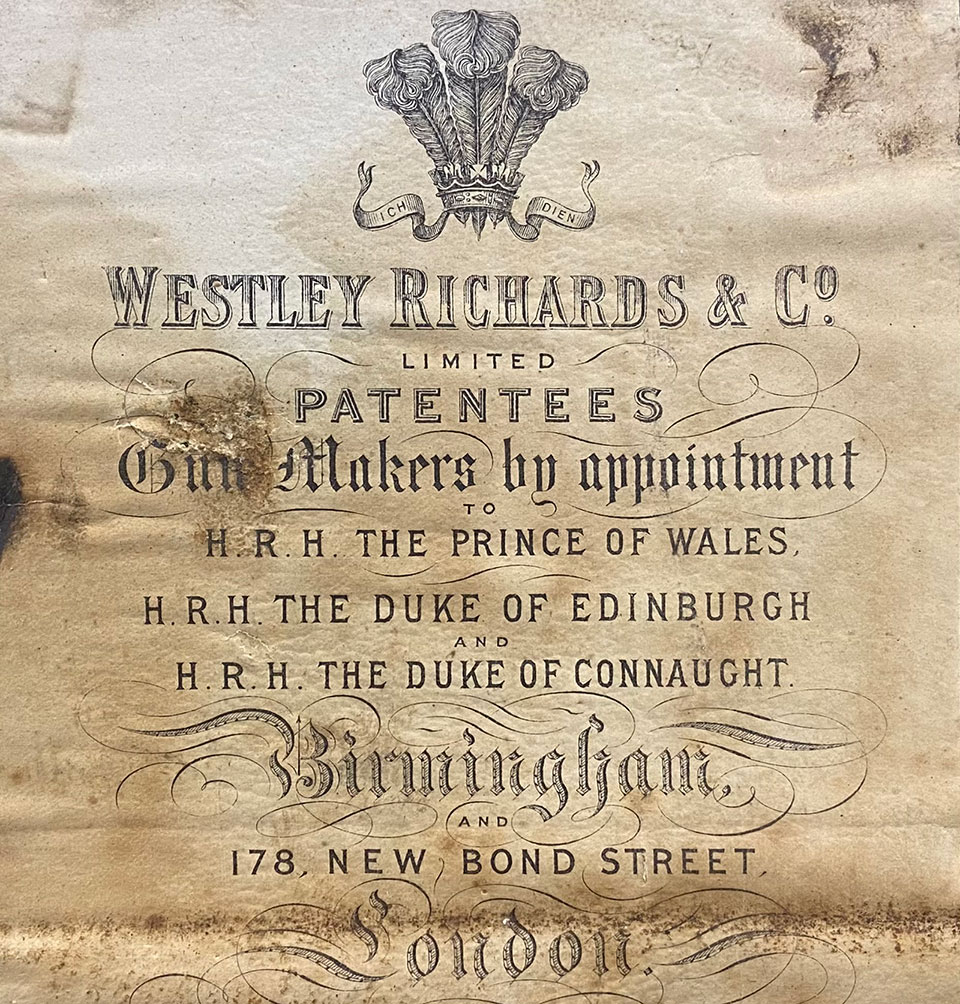 ICH DIEN
WESTLEY RICHARDS & Co.
LIMITED
PATENTEES
Gun Makers by appointment
TO
H.R.H. THE PRINCE OF WALES,
H.R.H. THE DUKE OF EDINBURGH
AND
H.R.H. THE DUKE OF CONNAUGHT.
Birmingham,
AND
178, NEW BOND STREET,
London.